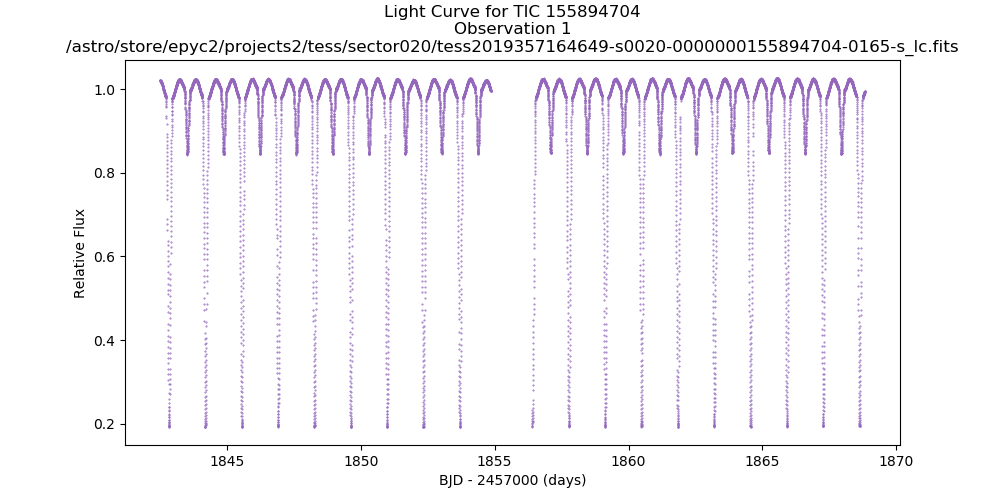 Light Curve for TIC 155894704
Observation 1
/astro/store/epyc2/projects2/tess/sector020/tess2019357164649-s0020-0000000155894704-0165-s_lc.fits
1.0
0.8
0.6
0.4
0.2
Relative Flux
1845
1850
1855
1860
1865
1870
BJD - 2457000 (days)